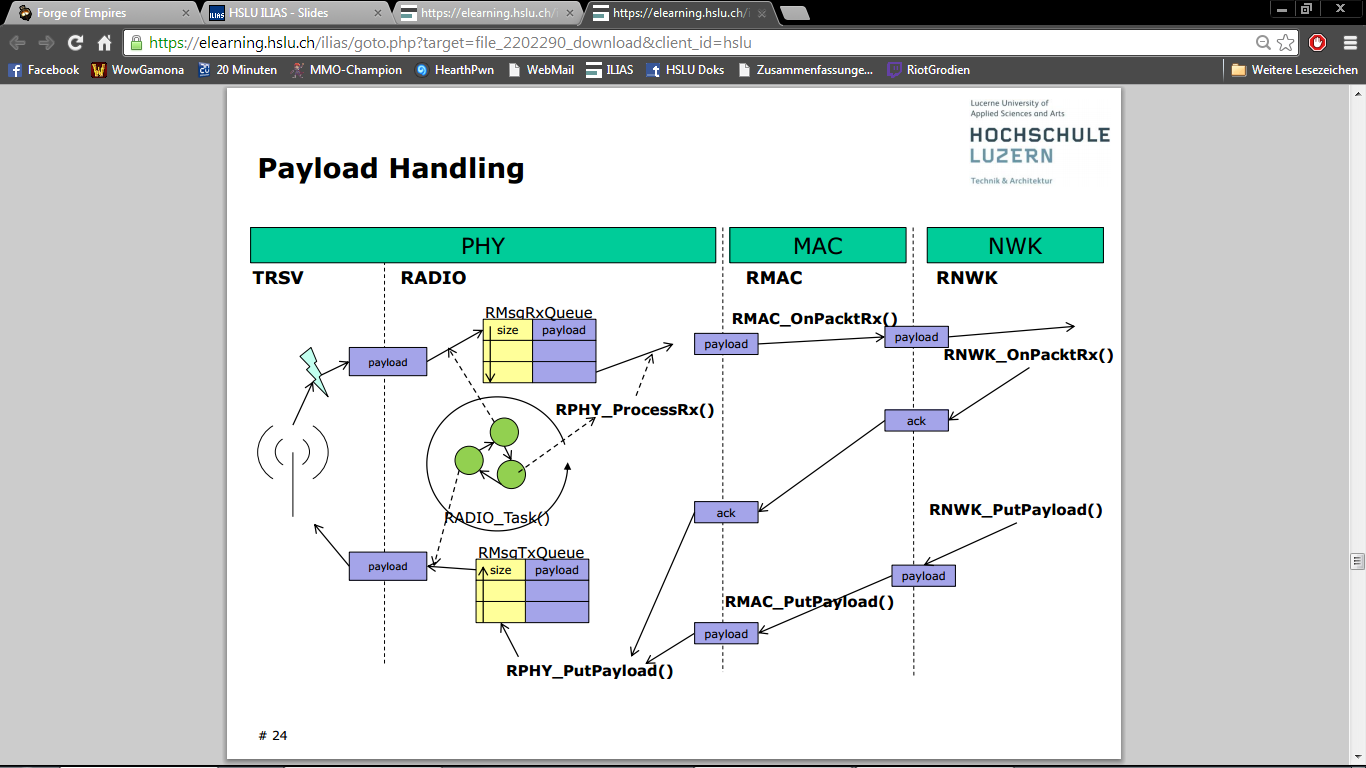 Forge of Empires
HSLU ILIAS - Slides
https://elearning.hslu.ch/i
https://elearning.hslu.ch/i
https://elearning.hslu.ch/ilias/goto.php?target=file_2202290_download&client_id=hslu
Facebook WowGamona 20 Minuten MMO-Champion HearthPwn WebMail ILIAS HSLU Doks Zusammenfassunge... RiotGrodien Weitere Lesezeichen
Lucerne University of
Applied Sciences and Arts
HOCHSCHULE
LUZERN
Technik & Architektur
Payload Handling
PHY MAC NWK
TRSV RADIO RMAC RNWK
RMsgRxQueue
RMAC_OnPacktRx()
size payload
payload
payload
payload
RNWK_OnPacktRx()
RPHY_ProcessRx()
ack
ack
RADIO_Task()
RNWK_PutPayload()
RMsgTxQueue
size payload
payload
payload
RMAC_PutPayload()
payload
RPHY_PutPayload()
# 24